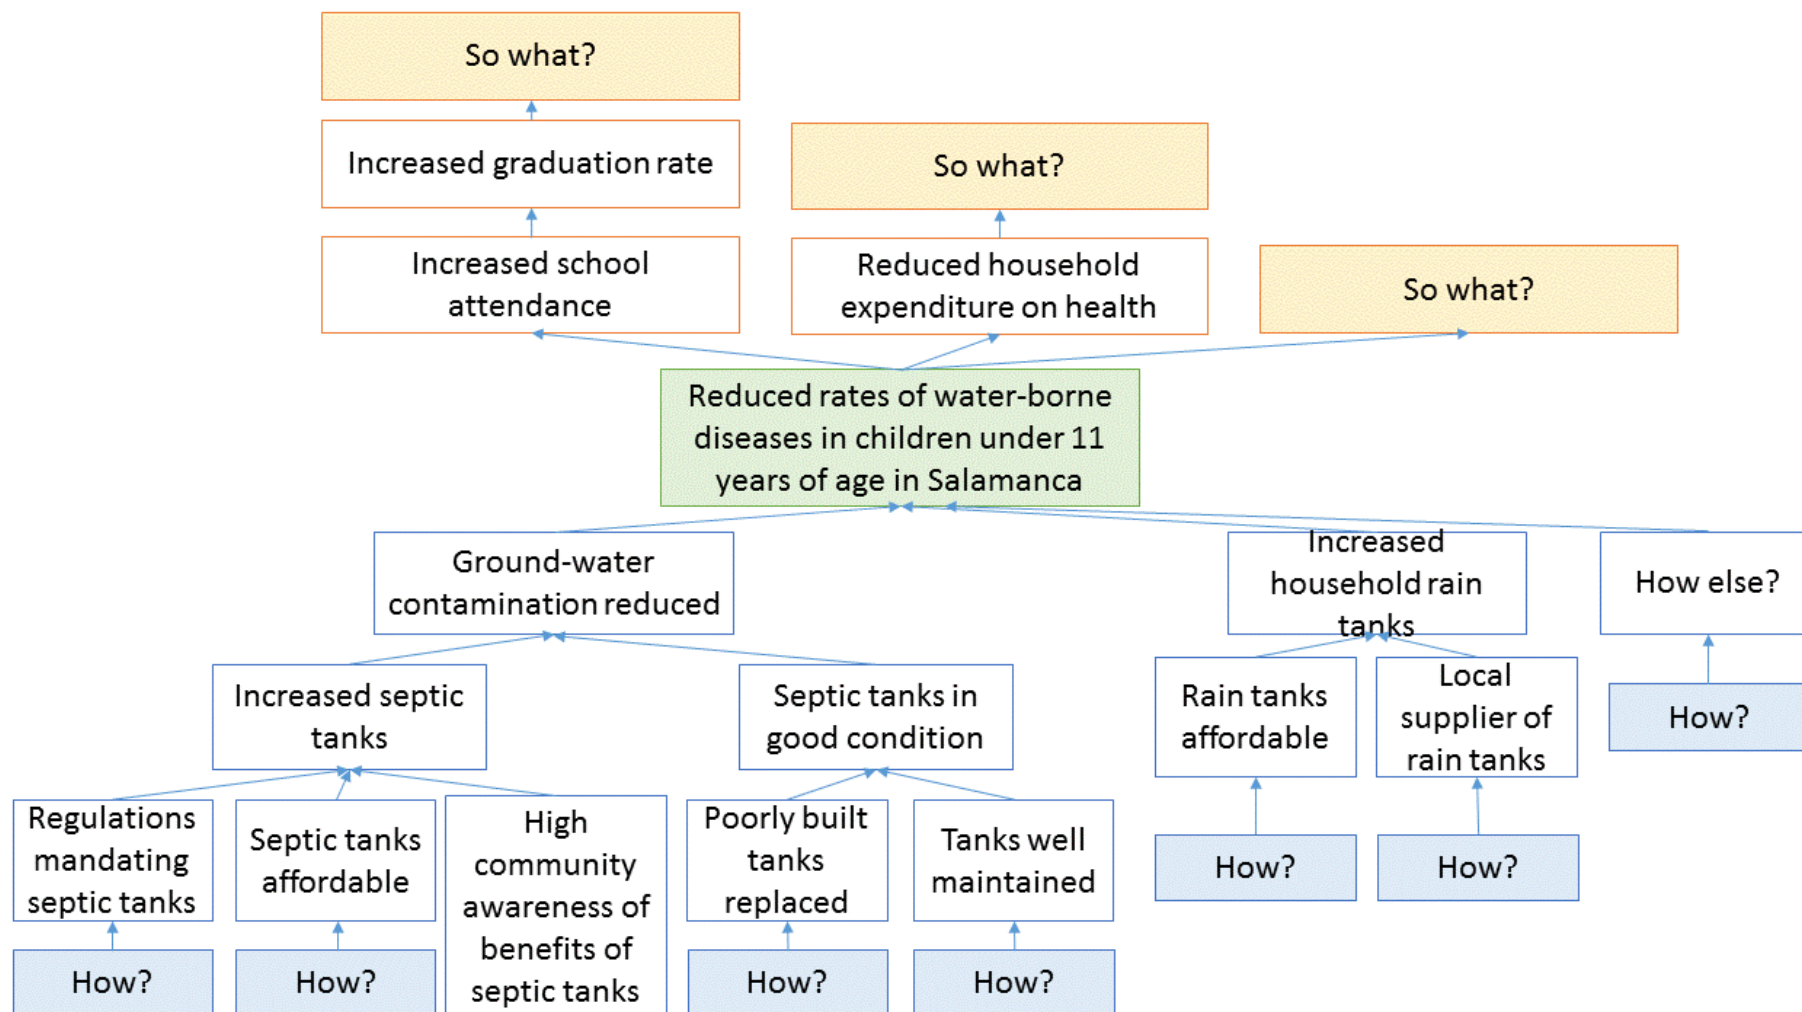 So what?
Increased graduation rate
So what?
Increased school
attendance
Reduced household
expenditure on health
So what?
Reduced rates of water-borne
diseases in children under 11
years of age in Salamanca
Ground-water
contamination reduced
Increased
household rain
tanks
How else?
Increased septic
tanks
Septic tanks in
good condition
Rain tanks
affordable
Local
supplier of
rain tanks
How?
Regulations
mandating
septic tanks
Septic tanks
affordable
High
community
awareness of
benefits of
septic tanks
Poorly built
tanks
replaced
Tanks well
maintained
How?
How?
How?
How?
How?
How?